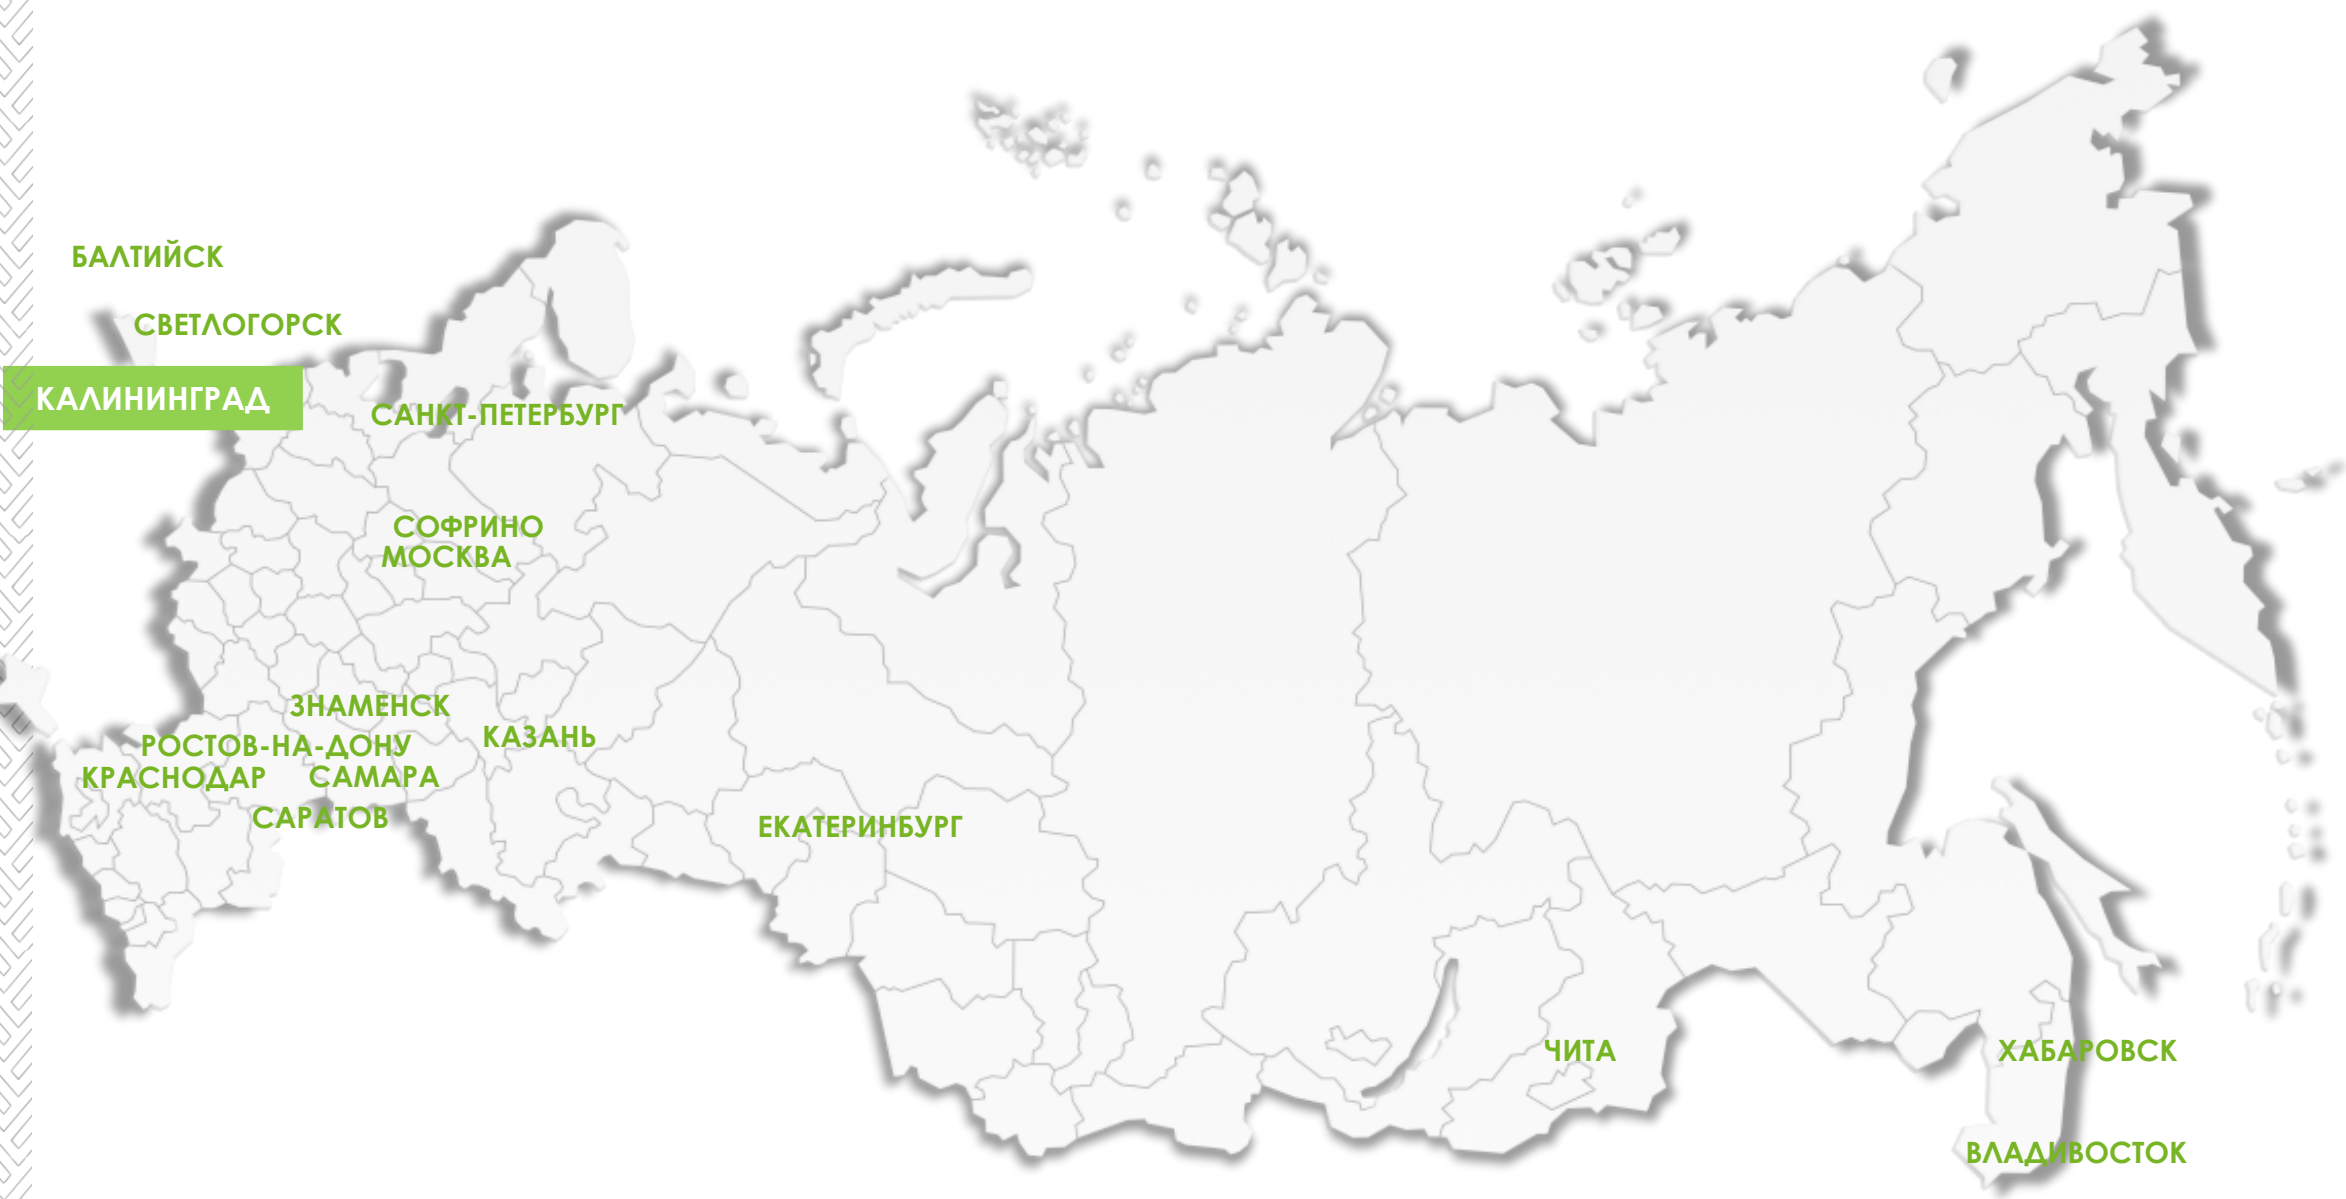 БАЛТИЙСК
СВЕТЛОГОРСК
КАЛИНИНГРАД
САНКТ-ПЕТЕРБУРГ
СОФРИНО
МОСКВА
ЗНАМЕНСК
КАЗАНЬ
РОСТОВ-НА-ДОНУ
КРАСНОДАР
САМАРА
САРАТОВ
ЕКАТЕРИНБУРГ
ЧИТА
ХАБАРОВСК
ВЛАДИВОСТОК